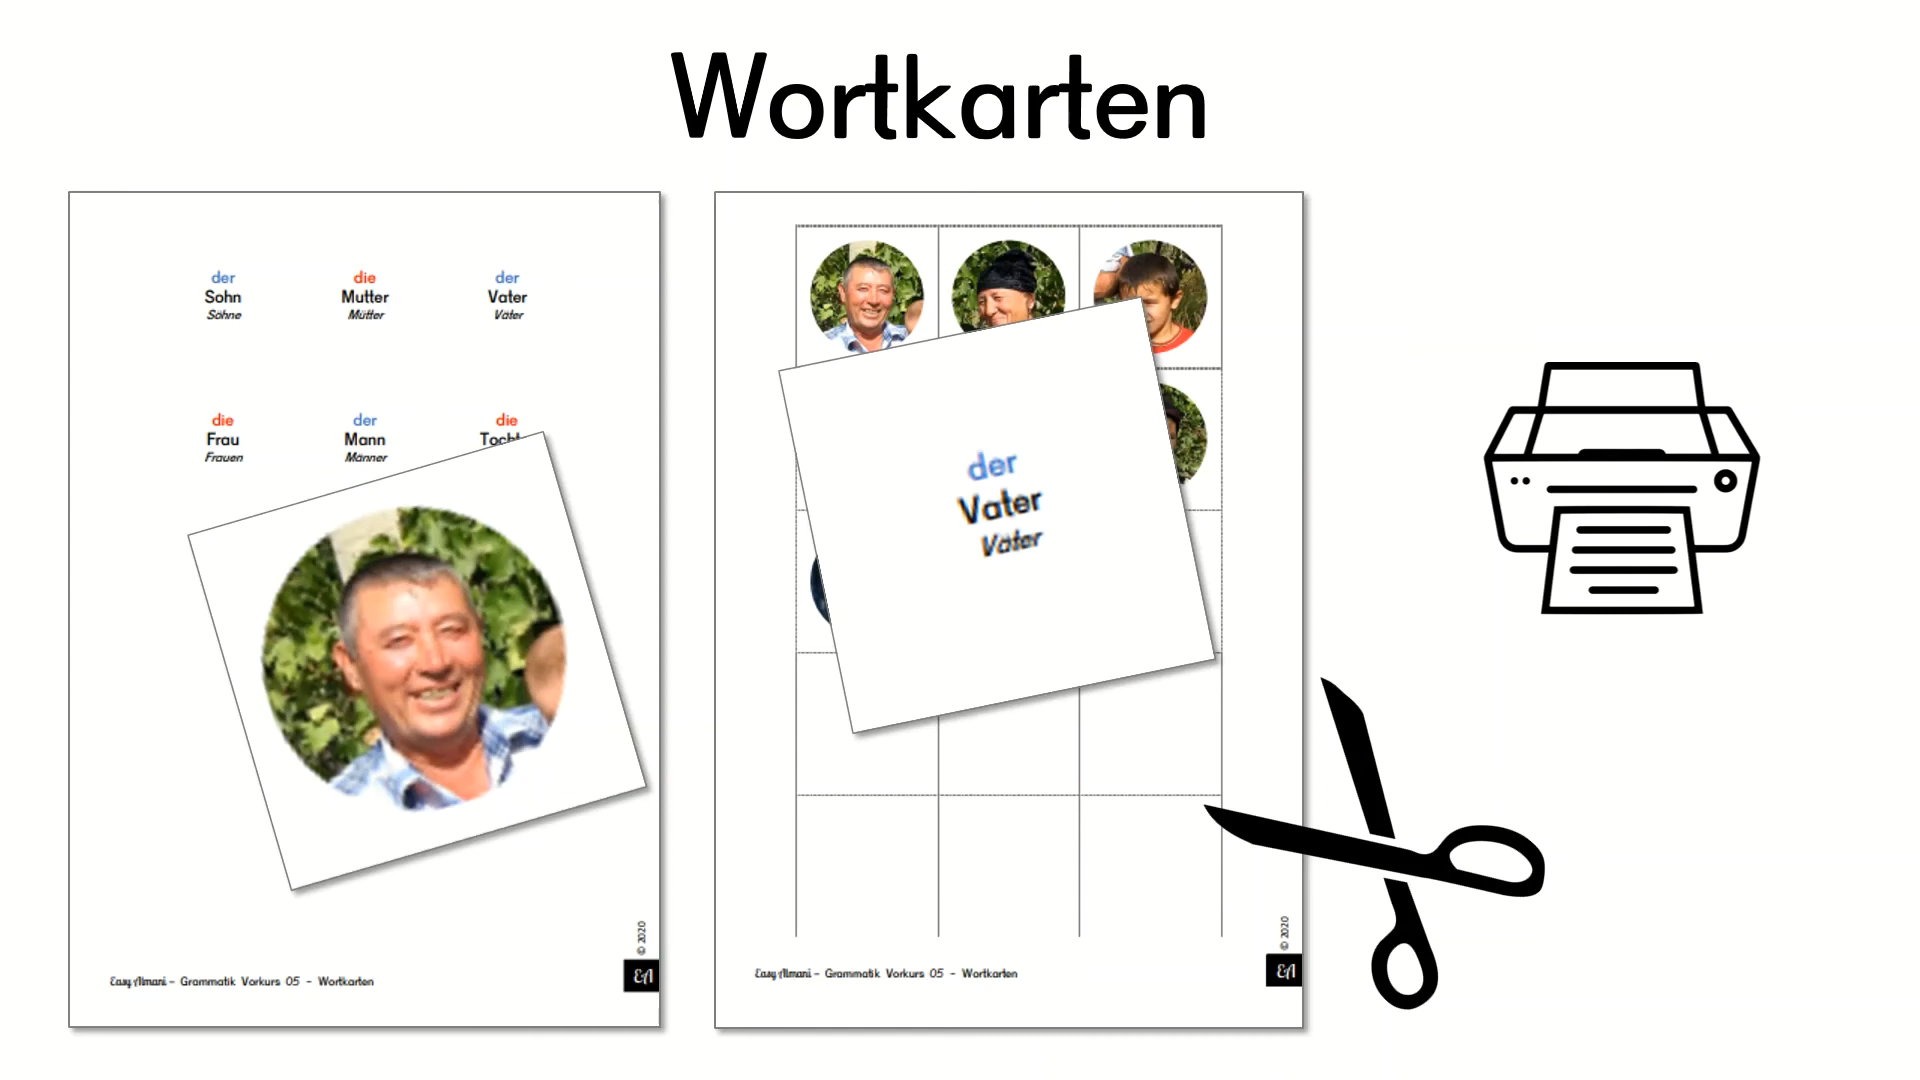 Wortkarten
der
Sohn
Söhne
die
Mutter
Mütter
der
Vater
Väter
die
Frau
Frauen
der
Mann
Männer
die
© 2020
EA
Easy Almani – Grammatik Vorkurs 05 – Wortkarten
der
Vater
Väter
© 2020
EA
Easy Almani – Grammatik Vorkurs 05 – Wortkarten